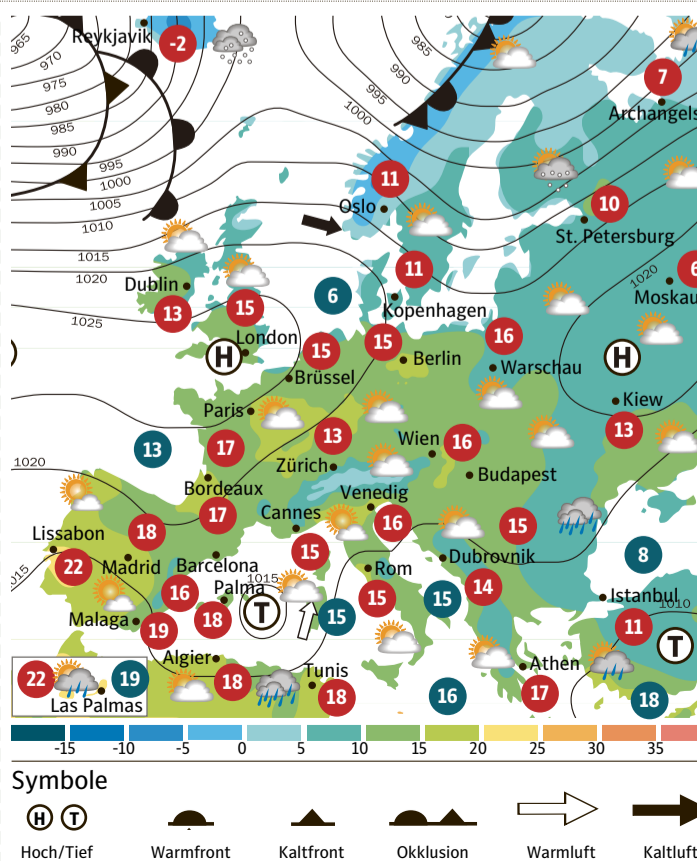 965
970
975
980
985
990
995
1000
1005
1010
1015
1020
1025
Reykjavik
-2
985
990
995
1000
7
Archangels
11
Oslo
10
St. Petersburg
11
Kopenhagen
1020
6
Moskau
Dublin
13
15
6
London
H
15
Brüssel
15
Berlin
16
Warschau
H
Kiew
13
Paris
13
17
13
Zürich
Wien
16
Budapest
1020
Bordeaux
17
Cannes
Venedig
16
15
Lissabon
22
18
Madrid
Barcelona
15
8
015
16
Palma
1015
T
Rom
15
Dubrovnik
14
15
15
Istanbul
1010
11
T
Malaga
19
18
Algier
18
Tunis
18
16
Athen
17
18
22
19
Las Palmas
-15 -10 -5 0 5 10 15 20 25 30 35
Symbole
H T
Hoch/Tief Warmfront Kaltfront Okklusion Warmluft Kaltluft